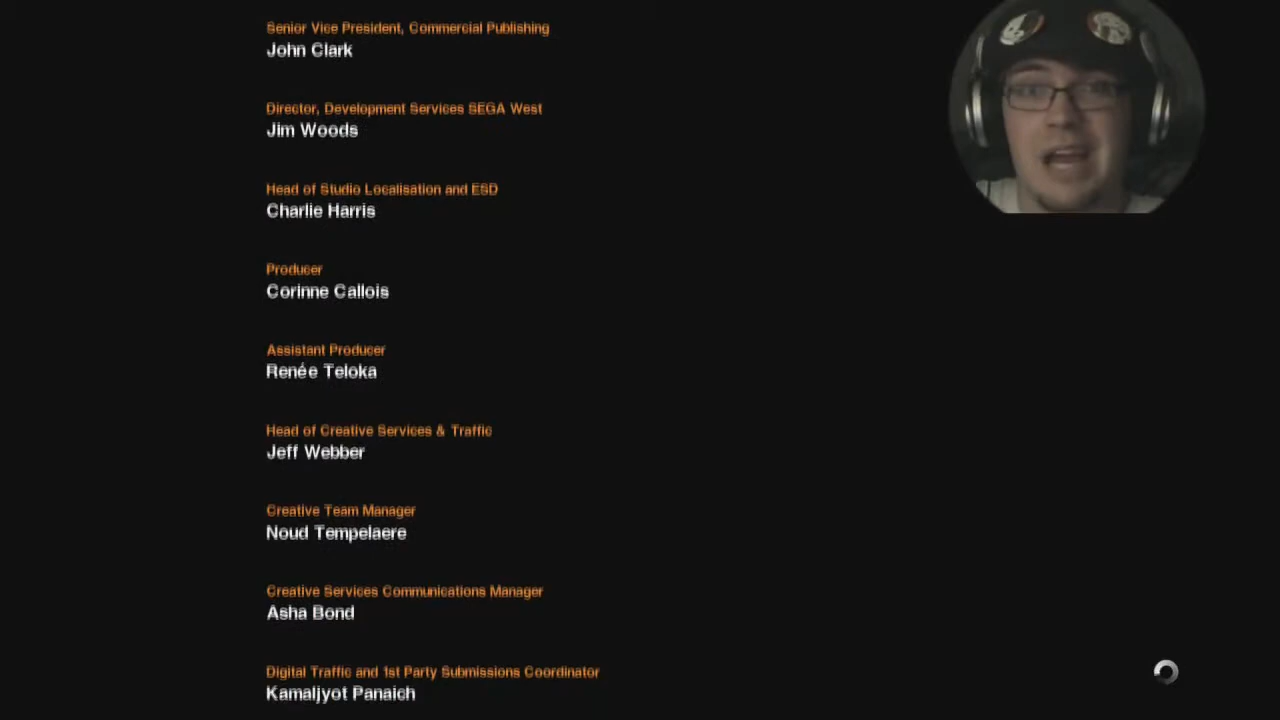 Senior Vice President, Commercial Publishing
John Clark
Director, Development Services SEGA West
Jim Woods
Head of Studio Localisation and ESD
Charlie Harris
Producer
Corinne Callois
Assistant Producer
Renée Teloka
Head of Creative Services & Traffic
Jeff Webber
Creative Team Manager
Noud Tempelaere
Creative Services Communications Manager
Asha Bond
Digital Traffic and 1st Party Submissions Coordinator
Kamaljyot Panaich